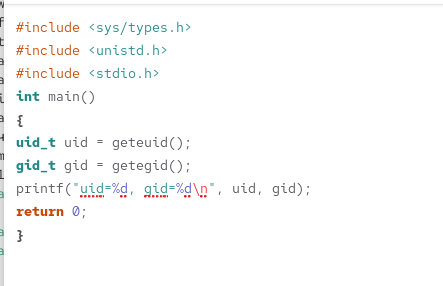 #include <sys/types.h>
#include <unistd.h>
#include <stdio.h>
int main()
{
uid_t uid = geteuid();
gid_t gid = getegid();
printf("uid=%d, gid=%d\n", uid, gid);
return 0;
}